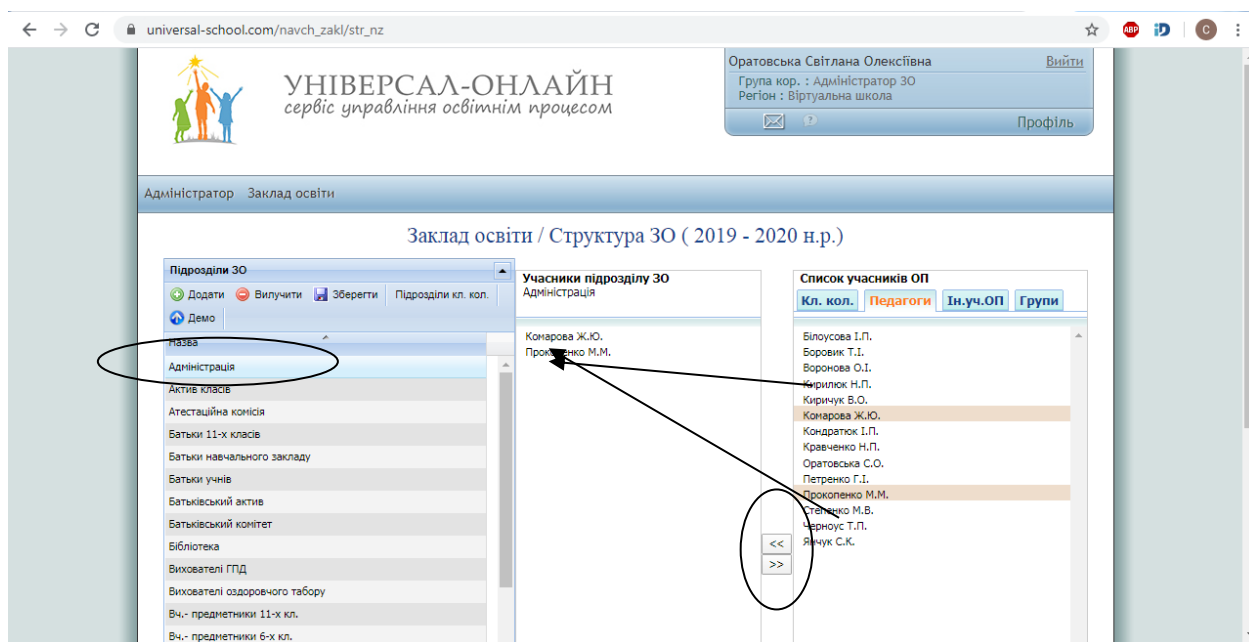 universal-school.com/navch_zakl/str_nz
ABP
C
УНІВЕРСАЛ-ОНЛАЙН
сервіс управління освітнім процесом
Оратовська Світлана Олексіївна Вийти
Група кор. : Адміністратор ЗО
Регіон : Віртуальна школа
Профіль
Адміністратор Заклад освіти
Заклад освіти / Структура ЗО ( 2019 - 2020 н.р.)
Підрозділи ЗО
Додати Вилучити Зберегти Підрозділи кл. кол.
Демо
Назва
Адміністрація
Актив класів
Атестаційна комісія
Батьки 11-х класів
Батьки навчального закладу
Батьки учнів
Батьківський актив
Батьківський комітет
Бібліотека
Вихователі ГПД
Вихователі оздоровчого табору
Вч.- предметники 11-х кл.
Вч.- предметники 6-х кл.
Учасники підрозділу ЗО
Адміністрація
Комарова Ж.Ю.
Прокопенко М.М.
<<
>>
Список учасників ОП
Кл. кол. Педагоги Ін.уч.ОП Групи
Білоусова І.П.
Боровик Т.І.
Воронова О.І.
Кирилюк Н.П.
Киричук В.О.
Комарова Ж.Ю.
Кондратюк І.П.
Кравченко Н.П.
Оратовська С.О.
Петренко Г.І.
Прокопенко М.М.
Степенко М.В.
Черноус Т.П.
Янчук С.К.